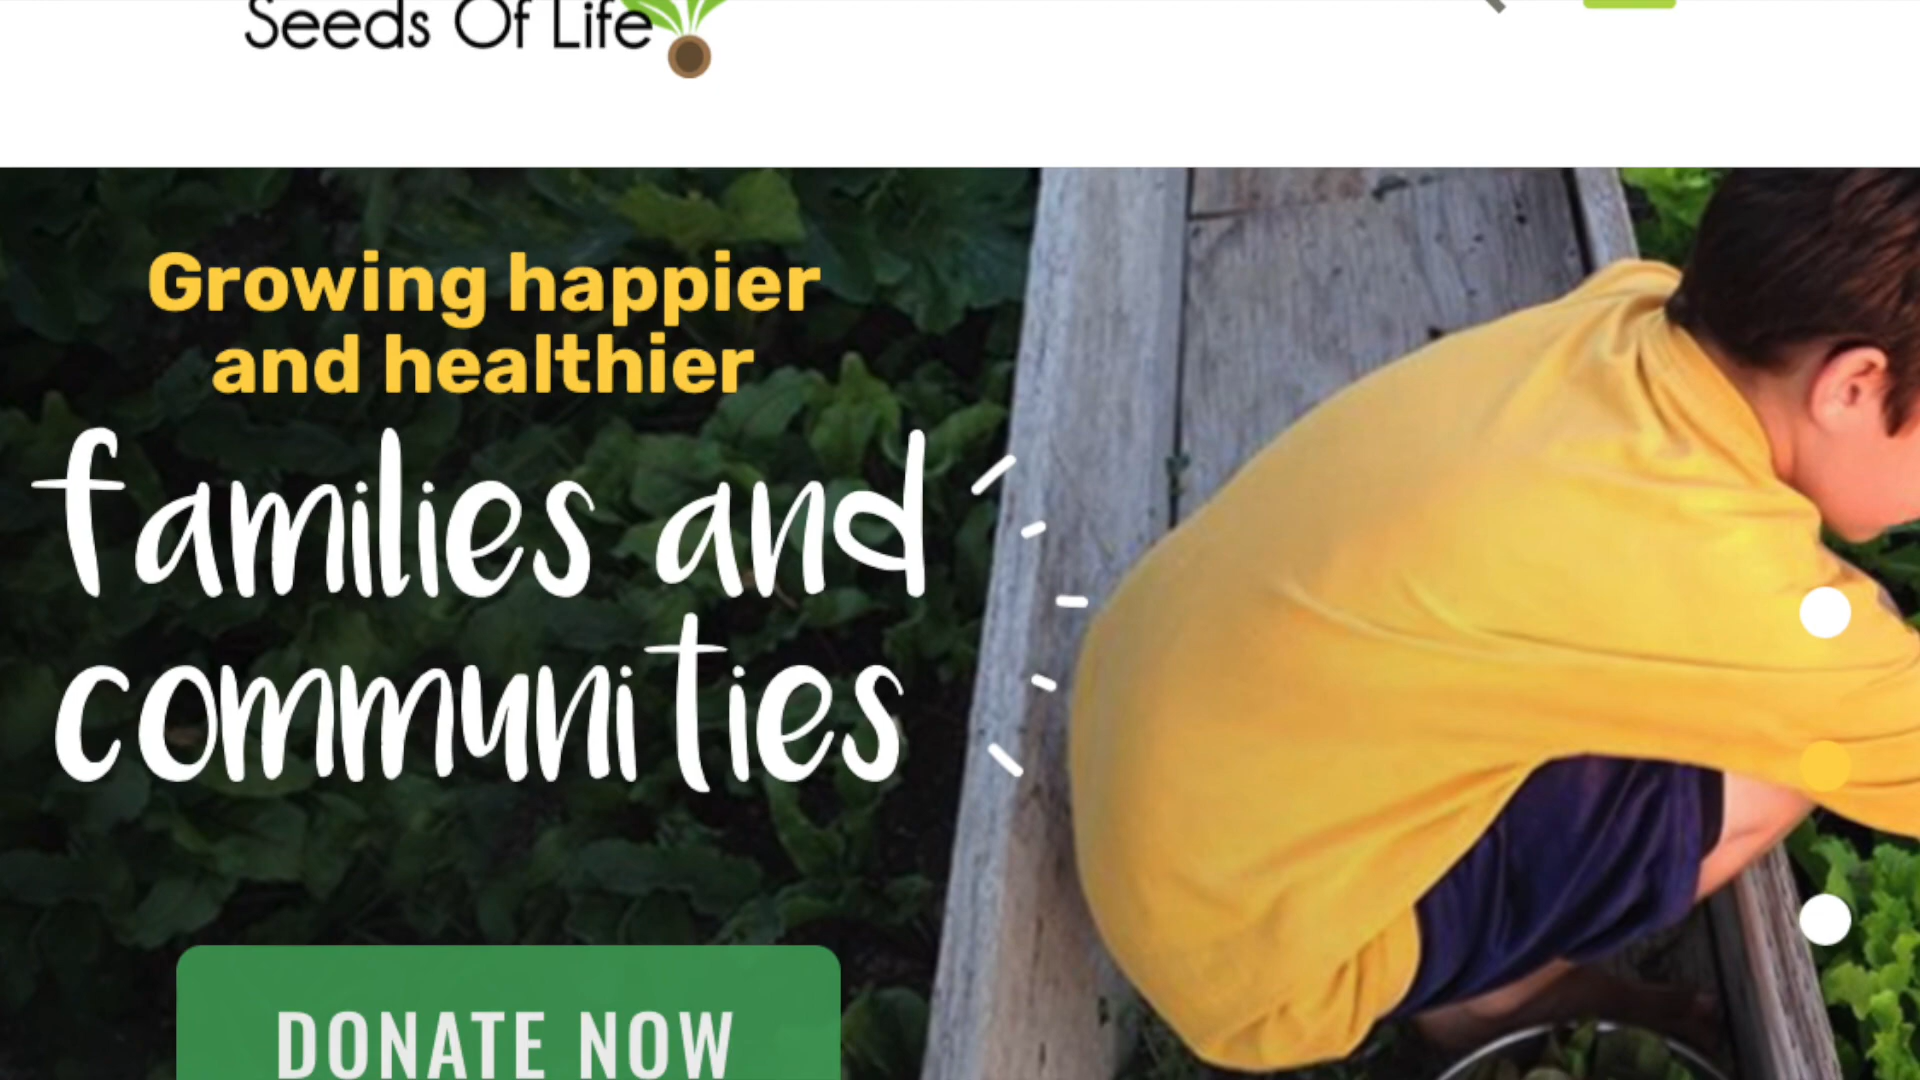 Seeds Of Life
Growing happier
and healthier
families and
communities
DONATE NOW